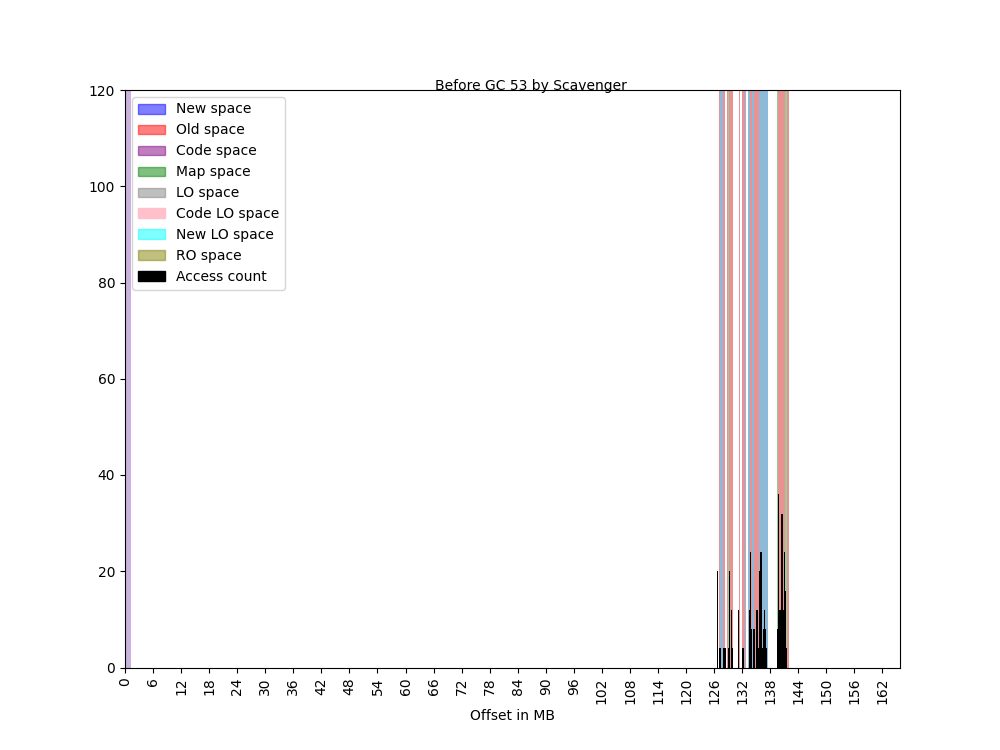 Before GC 53 by Scavenger
120
100
80
60
40
20
0
New space
Old space
Code space
Map space
LO space
Code LO space
New LO space
RO space
Access count
0 6 12 18 24 30 36 42 48 54 60 66 72 78 84 90 96 102 108 114 120 126 132 138 144 150 156 162
Offset in MB